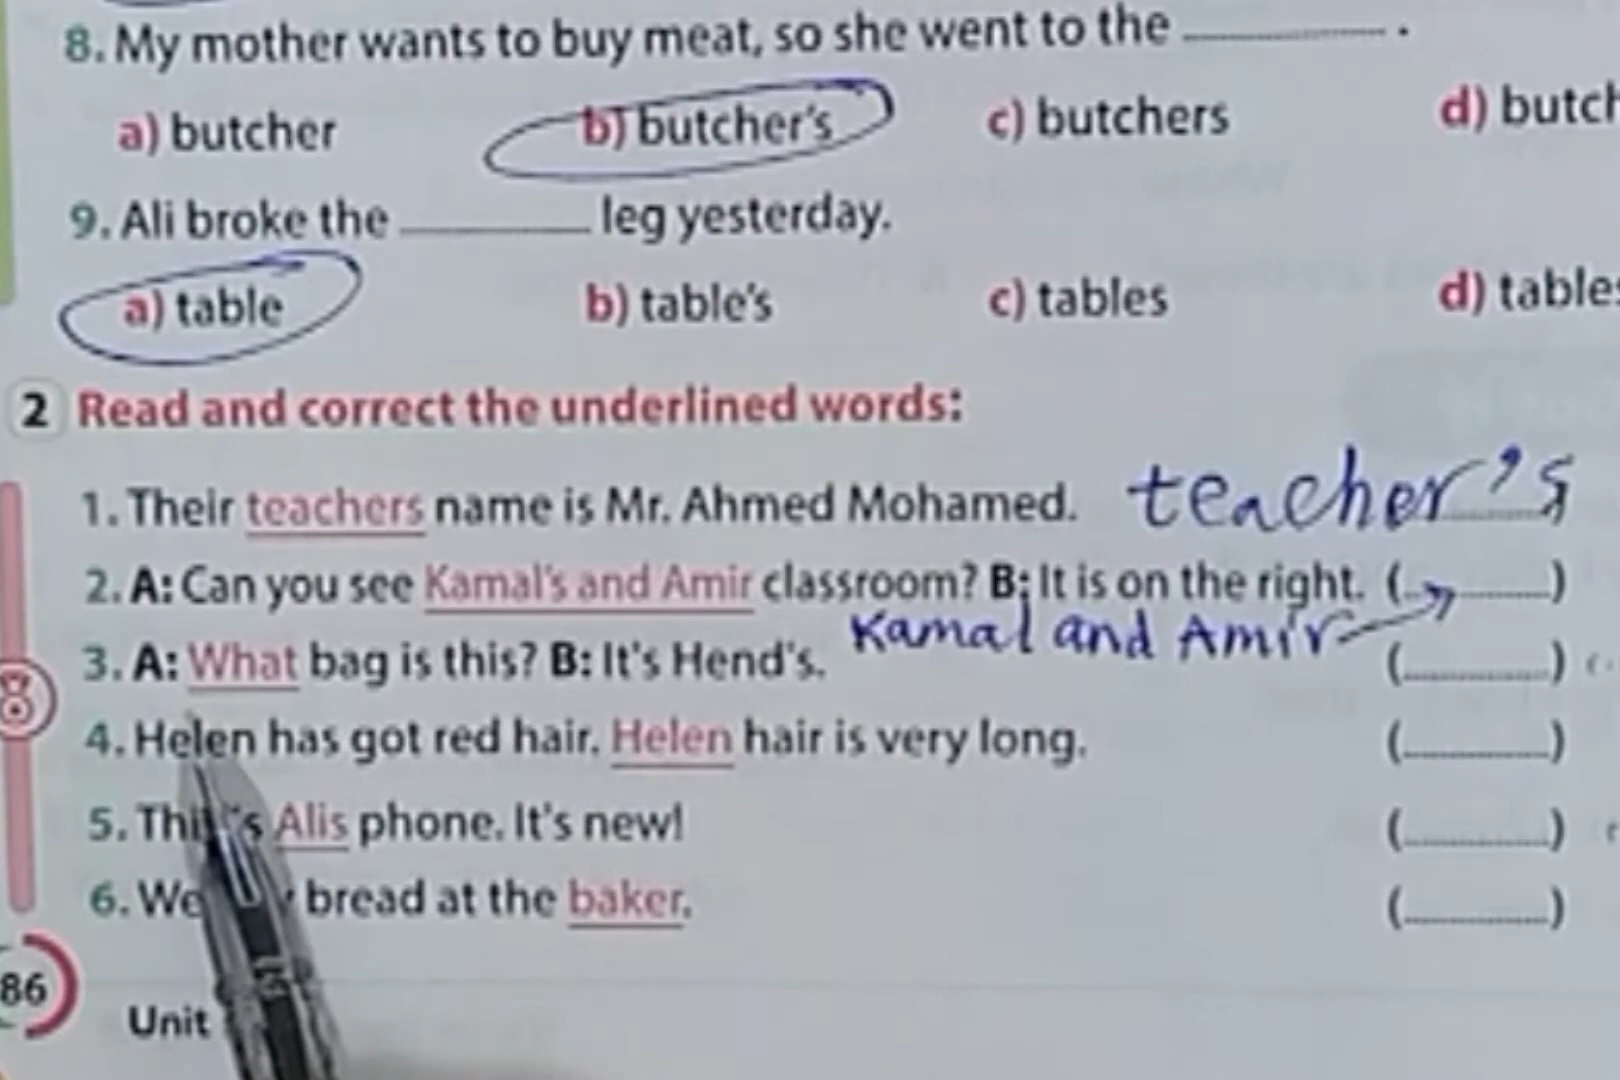 8. My mother wants to buy meat, so she went to the ________ .
a) butcher b) butcher's c) butchers d)
9. Ali broke the ________ leg yesterday.
a) table b) table's c) tables d)
2 Read and correct the underlined words:
1. Their teachers name is Mr. Ahmed Mohamed. teacher's
2. A: Can you see Kamal's and Amir classroom? B: It is on the right. (............)
Kamal and Amir
3. A: What bag is this? B: It's Hend's. (............)
4. Helen has got red hair. Helen hair is very long. (............)
5. Alis phone. It's new! (............)
6. We bread at the baker. (............)
86
Unit